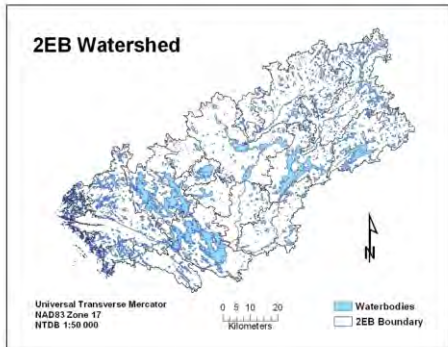 2EB Watershed
N
Universal Transverse Mercator
NAD83 Zone 17
NTDB 1:50 000
0 5 10 20
Kilometers
Waterbodies
2EB Boundary